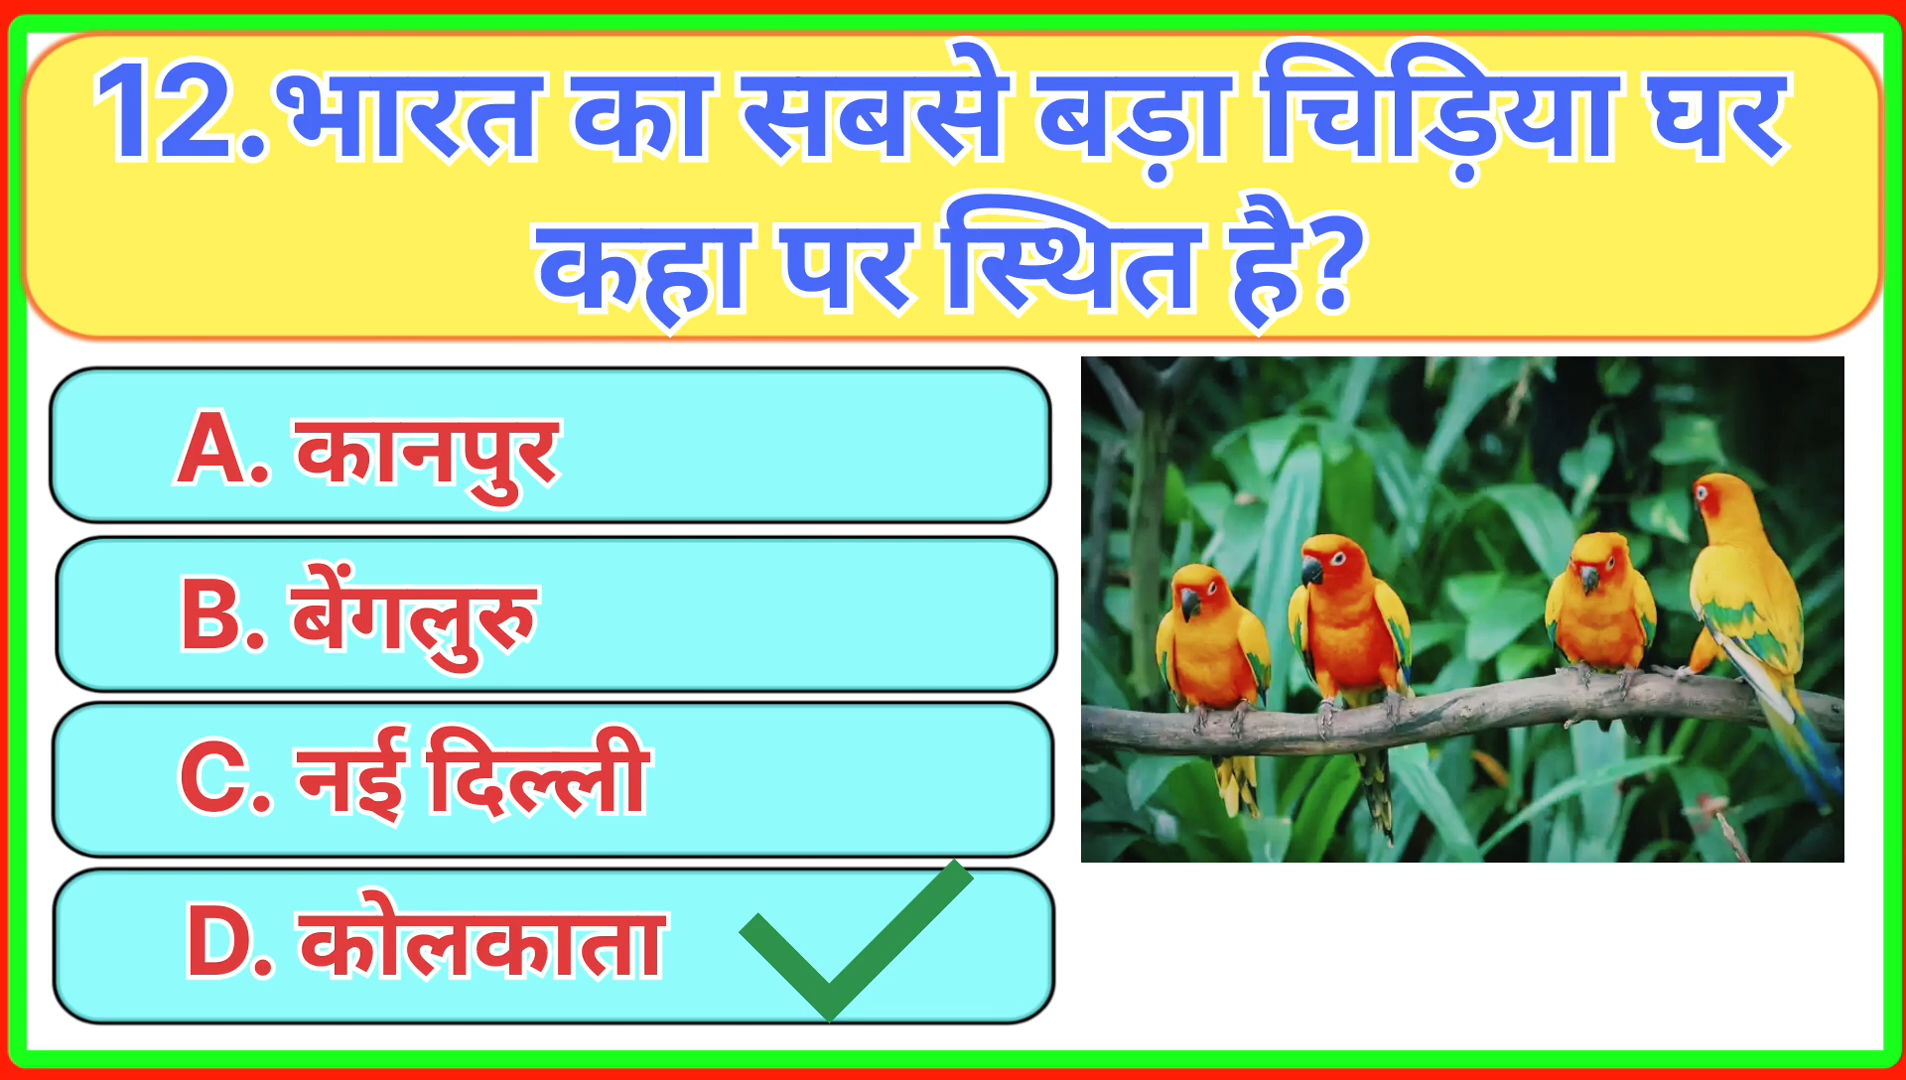 12.भारत का सबसे बड़ा चिड़िया घर
कहा पर स्थित है?
A. कानपुर
B. बेंगलुरु
C. नई दिल्ली
D. कोलकाता